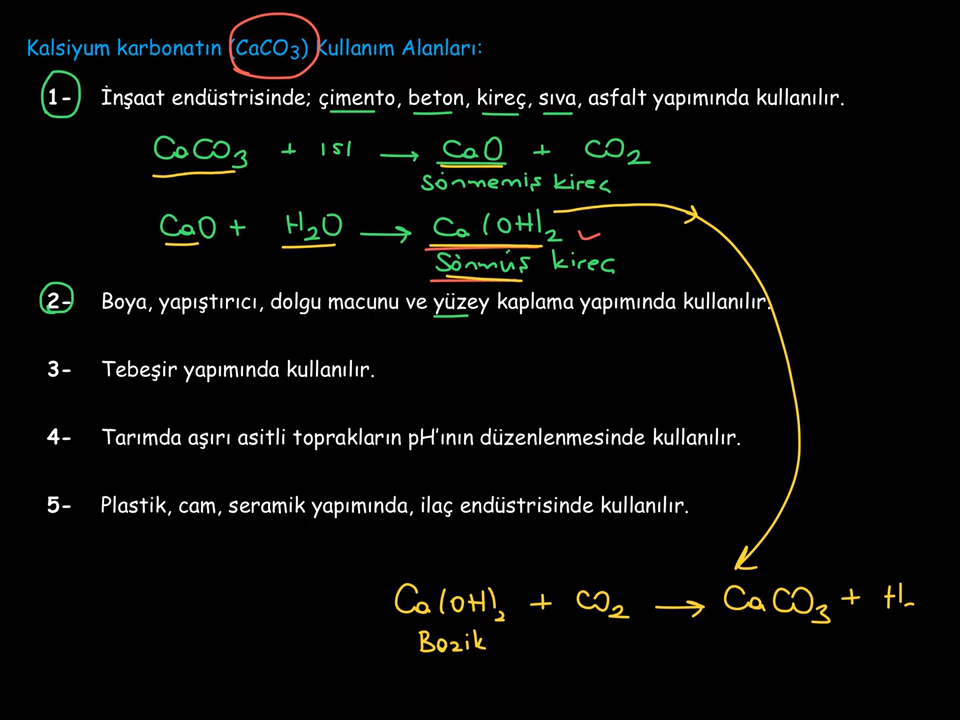 Kalsiyum karbonatın (CaCO3) Kullanım Alanları:
1- İnşaat endüstrisinde; çimento, beton, kireç, sıva, asfalt yapımında kullanılır.
CaCO3 + ısı → CaO + CO2
Sönmemiş kireç
CaO + H2O → Ca(OH)2
Sönmüş kireç
2- Boya, yapıştırıcı, dolgu macunu ve yüzey kaplama yapımında kullanılır.
3- Tebeşir yapımında kullanılır.
4- Tarımda aşırı asitli toprakların pH'ının düzenlenmesinde kullanılır.
5- Plastik, cam, seramik yapımında, ilaç endüstrisinde kullanılır.
Ca(OH)2 + CO2 → CaCO3 + H
Bazik